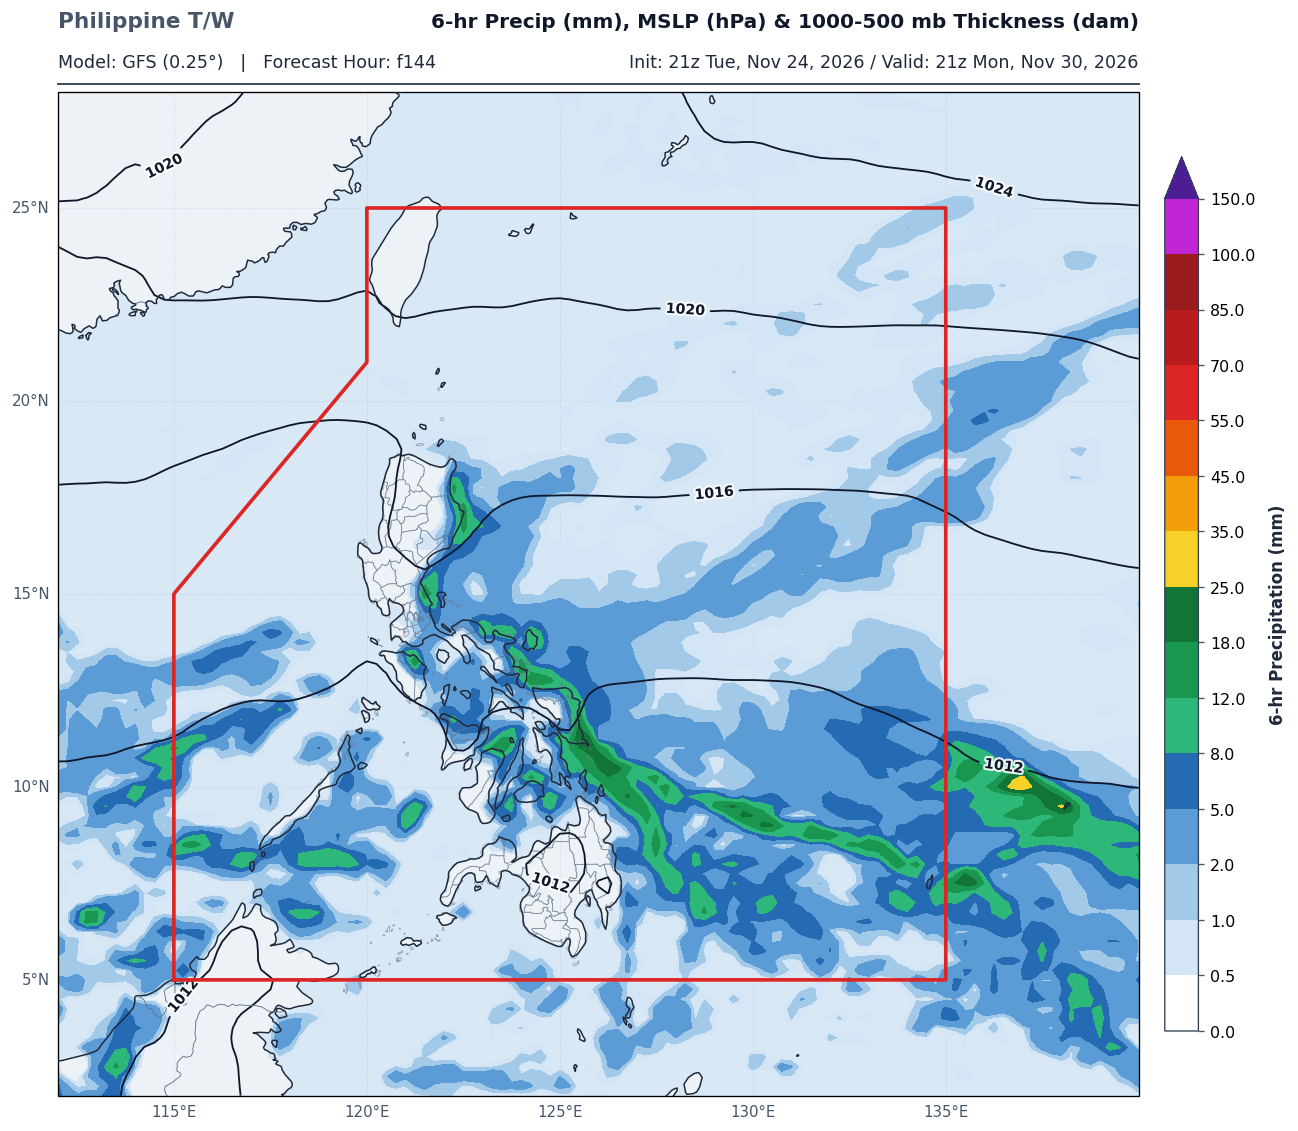 Philippine T/W
6-hr Precip (mm), MSLP (hPa) & 1000-500 mb Thickness (dam)
Model: GFS (0.25°) | Forecast Hour: f144
Init: 21z Tue, Nov 24, 2026 / Valid: 21z Mon, Nov 30, 2026
1020
1024
1020
1016
1012
1012
1012
25°N
20°N
15°N
10°N
5°N
115°E
120°E
125°E
130°E
135°E
150.0
100.0
85.0
70.0
55.0
45.0
35.0
25.0
18.0
12.0
8.0
5.0
2.0
1.0
0.5
0.0
6-hr Precipitation (mm)